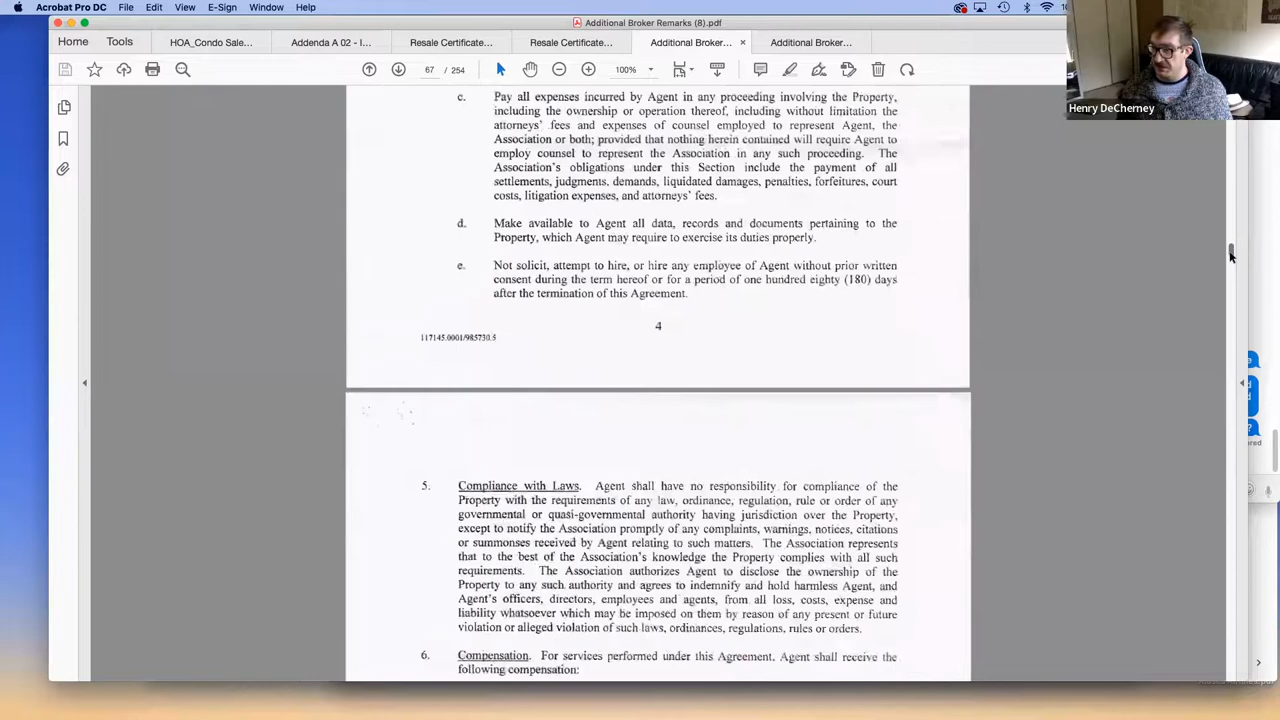 Acrobat Pro DC File Edit View E-Sign Window Help
Additional Broker Remarks (8).pdf
Home Tools HOA_Condo Sale... Addenda A 02 - I... Resale Certificate... Resale Certificate... Additional Broker... × Additional Broker...
67 / 254 100%
Henry DeCherney
c. Pay all expenses incurred by Agent in any proceeding involving the Property,
including the ownership or operation thereof, including without limitation the
attorneys' fees and expenses of counsel employed to represent Agent, the
Association or both; provided that nothing herein contained will require Agent to
employ counsel to represent the Association in any such proceeding. The
Association's obligations under this Section include the payment of all
settlements, judgments, demands, liquidated damages, penalties, forfeitures, court
costs, litigation expenses, and attorneys' fees.
d. Make available to Agent all data, records and documents pertaining to the
Property, which Agent may require to exercise its duties properly.
e. Not solicit, attempt to hire, or hire any employee of Agent without prior written
consent during the term hereof or for a period of one hundred eighty (180) days
after the termination of this Agreement.
4
117145.0001/985730.5
5. Compliance with Laws. Agent shall have no responsibility for compliance of the
Property with the requirements of any law, ordinance, regulation, rule or order of any
governmental or quasi-governmental authority having jurisdiction over the Property,
except to notify the Association promptly of any complaints, warnings, notices, citations
or summonses received by Agent relating to such matters. The Association represents
that to the best of the Association's knowledge the Property complies with all such
requirements. The Association authorizes Agent to disclose the ownership of the
Property to any such authority and agrees to indemnify and hold harmless Agent, and
Agent's officers, directors, employees and agents, from all loss, costs, expense and
liability whatsoever which may be imposed on them by reason of any present or future
violation or alleged violation of such laws, ordinances, regulations, rules or orders.
6. Compensation. For services performed under this Agreement, Agent shall receive the
following compensation: